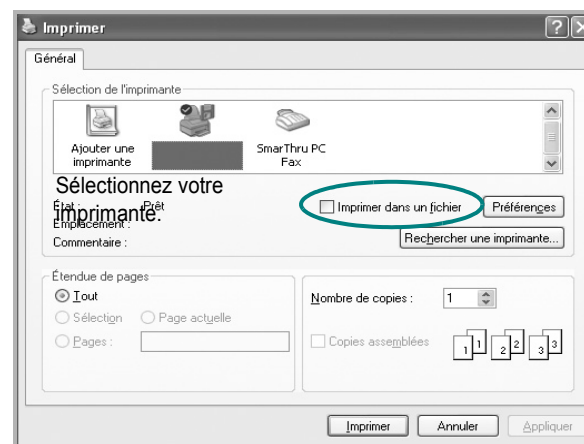 Imprimer
Général
Sélection de l'imprimante
Ajouter une
imprimante
SmarThru PC
Fax
Sélectionnez votre
imprimante.
État : Prêt
Emplacement :
Commentaire :
Imprimer dans un fichier
Préférences
Rechercher une imprimante...
Étendue de pages
Tout
Sélection Page actuelle
Pages :
Nombre de copies : 1
Copies assemblées
1 1 2 2 3 3
Imprimer Annuler Appliquer